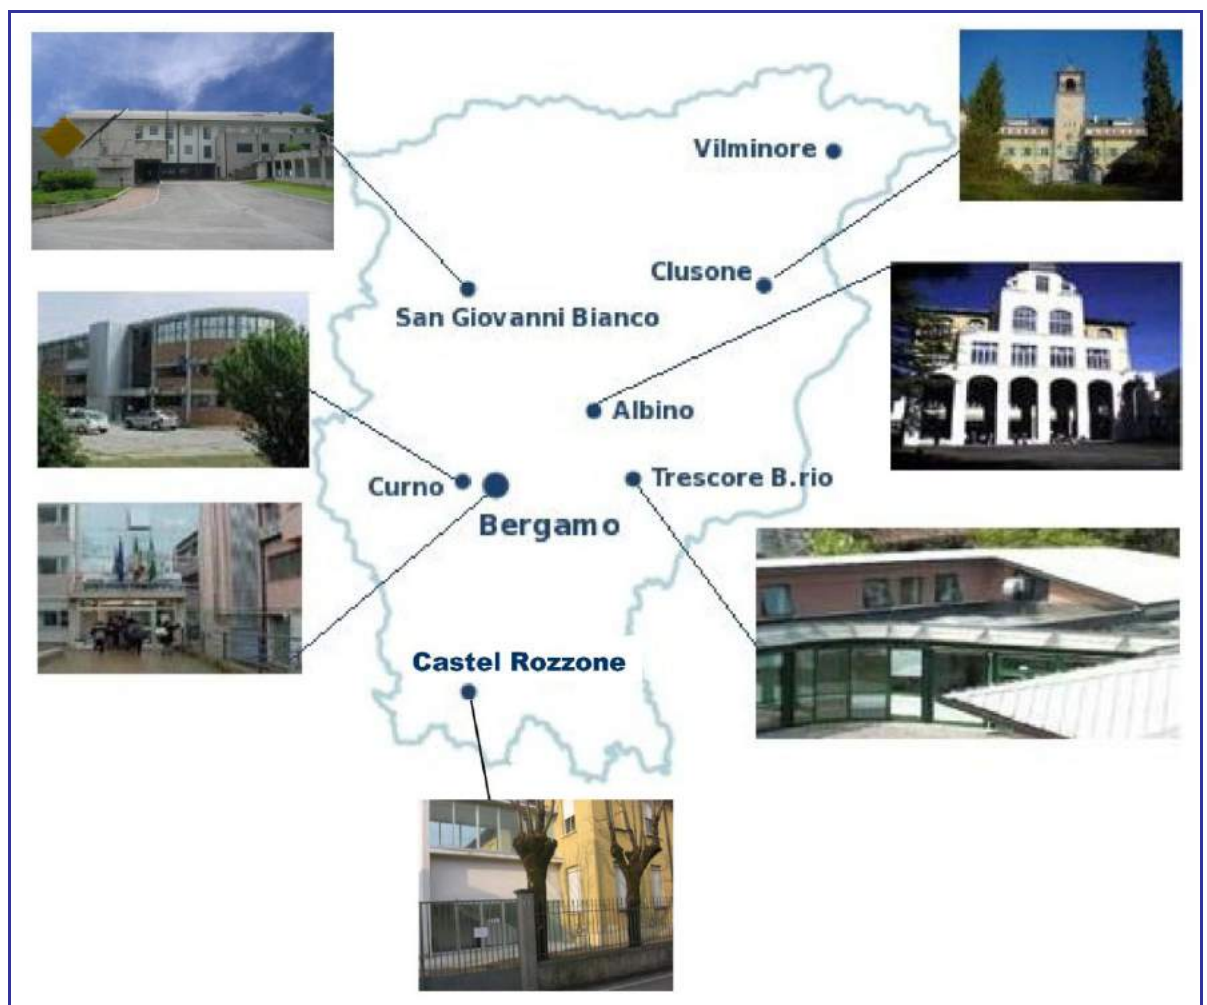 Vilminore
Clusone
San Giovanni Bianco
Albino
Curno
Trescore B.rio
Bergamo
Castel Rozzone